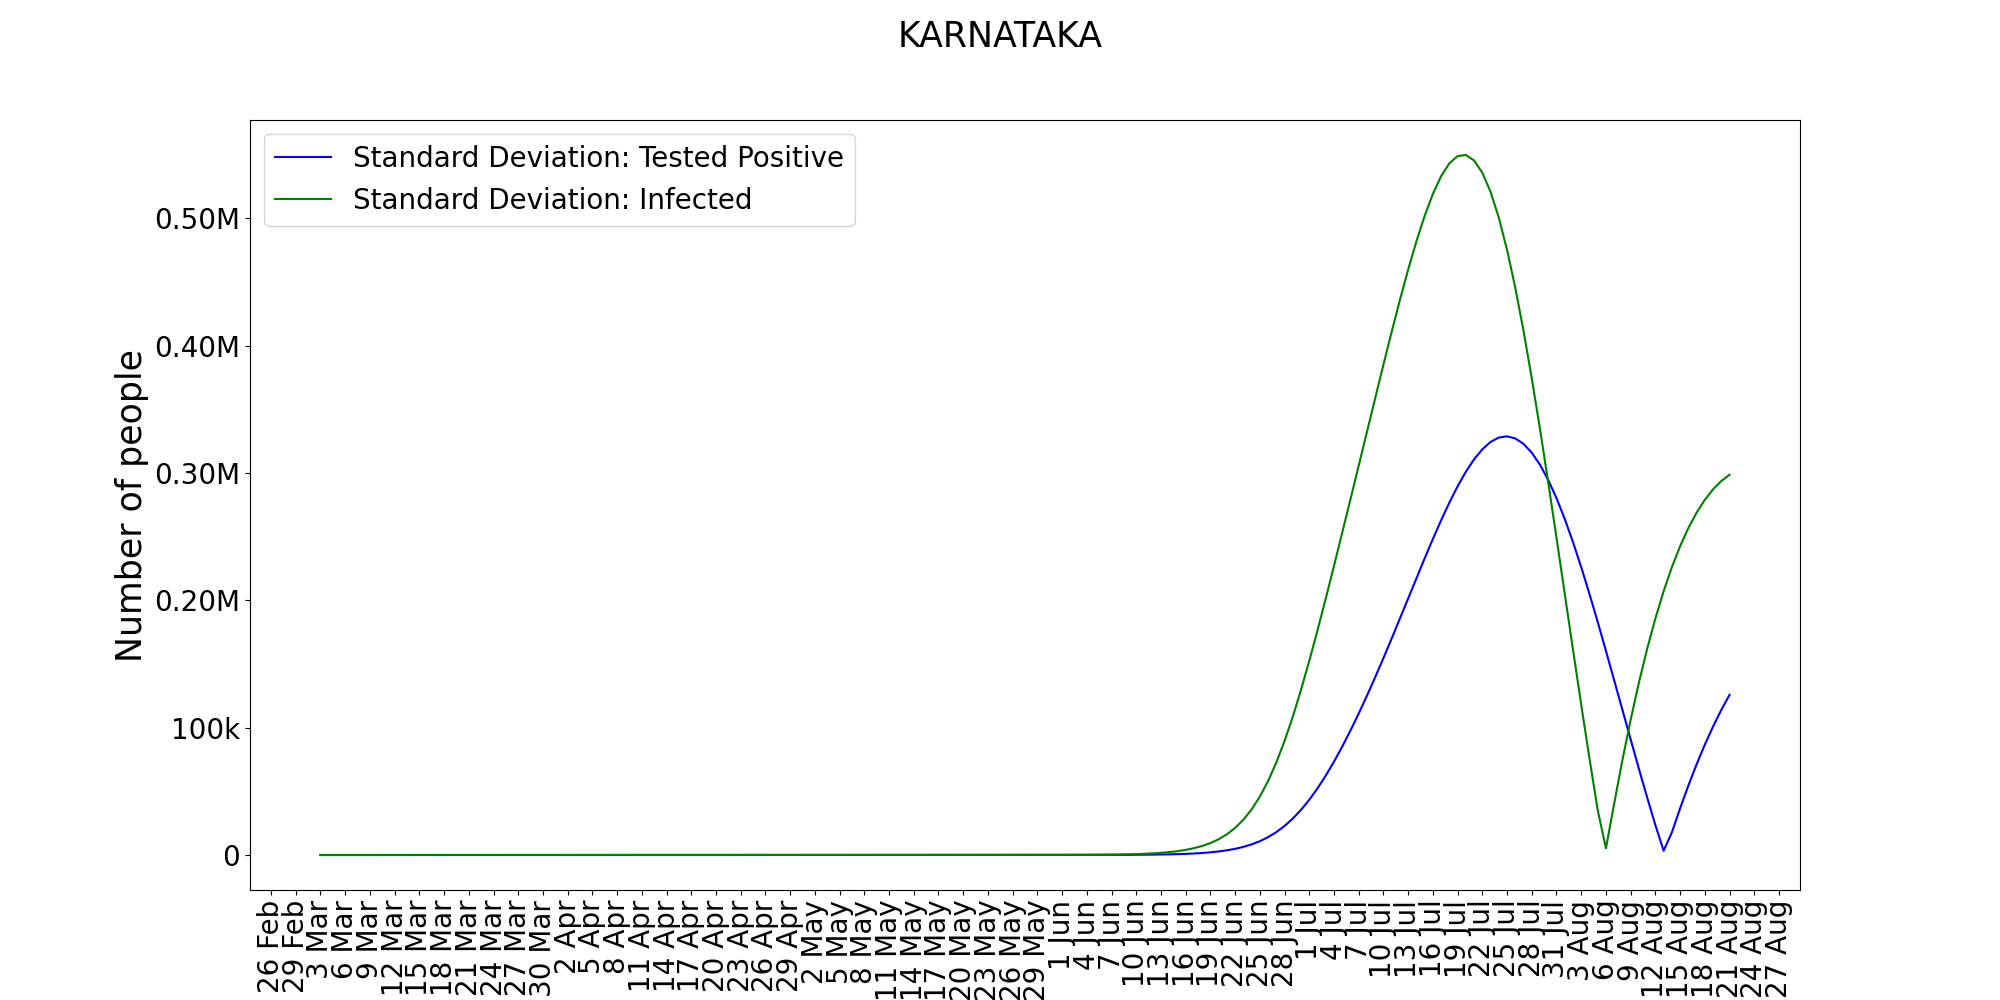 KARNATAKA
Standard Deviation: Tested Positive
Standard Deviation: Infected
Number of people
0.50M
0.40M
0.30M
0.20M
100k
0
26 Feb
29 Feb
3 Mar
6 Mar
9 Mar
12 Mar
15 Mar
18 Mar
21 Mar
24 Mar
27 Mar
30 Mar
2 Apr
5 Apr
8 Apr
11 Apr
14 Apr
17 Apr
20 Apr
23 Apr
26 Apr
29 Apr
2 May
5 May
8 May
11 May
14 May
17 May
20 May
23 May
26 May
29 May
1 Jun
4 Jun
7 Jun
10 Jun
13 Jun
16 Jun
19 Jun
22 Jun
25 Jun
28 Jun
1 Jul
4 Jul
7 Jul
10 Jul
13 Jul
16 Jul
19 Jul
22 Jul
25 Jul
28 Jul
31 Jul
3 Aug
6 Aug
9 Aug
12 Aug
15 Aug
18 Aug
21 Aug
24 Aug
27 Aug